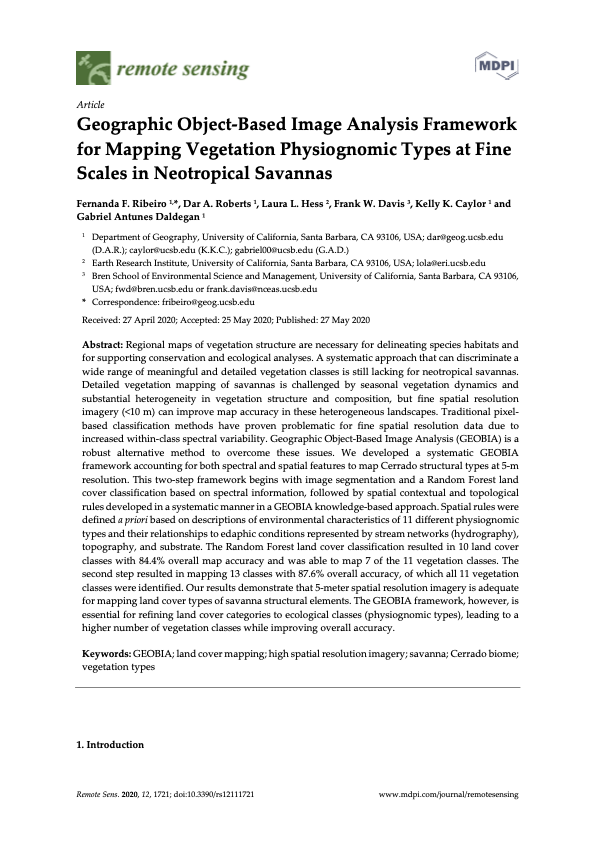 remote sensing
MDPI
Article
Geographic Object-Based Image Analysis Framework
for Mapping Vegetation Physiognomic Types at Fine
Scales in Neotropical Savannas
Fernanda F. Ribeiro 1,*, Dar A. Roberts 1, Laura L. Hess 2, Frank W. Davis 3, Kelly K. Caylor 1 and
Gabriel Antunes Daldegan 1
1 Department of Geography, University of California, Santa Barbara, CA 93106, USA; dar@geog.ucsb.edu
(D.A.R.); caylor@ucsb.edu (K.K.C.); gabriel00@ucsb.edu (G.A.D.)
2 Earth Research Institute, University of California, Santa Barbara, CA 93106, USA; lola@eri.ucsb.edu
3 Bren School of Environmental Science and Management, University of California, Santa Barbara, CA 93106,
USA; fwd@bren.ucsb.edu or frank.davis@nceas.ucsb.edu
* Correspondence: fribeiro@geog.ucsb.edu
Received: 27 April 2020; Accepted: 25 May 2020; Published: 27 May 2020
Abstract: Regional maps of vegetation structure are necessary for delineating species habitats and
for supporting conservation and ecological analyses. A systematic approach that can discriminate a
wide range of meaningful and detailed vegetation classes is still lacking for neotropical savannas.
Detailed vegetation mapping of savannas is challenged by seasonal vegetation dynamics and
substantial heterogeneity in vegetation structure and composition, but fine spatial resolution
imagery (<10 m) can improve map accuracy in these heterogeneous landscapes. Traditional pixel-
based classification methods have proven problematic for fine spatial resolution data due to
increased within-class spectral variability. Geographic Object-Based Image Analysis (GEOBIA) is a
robust alternative method to overcome these issues. We developed a systematic GEOBIA
framework accounting for both spectral and spatial features to map Cerrado structural types at 5-m
resolution. This two-step framework begins with image segmentation and a Random Forest land
cover classification based on spectral information, followed by spatial contextual and topological
rules developed in a systematic manner in a GEOBIA knowledge-based approach. Spatial rules were
defined a priori based on descriptions of environmental characteristics of 11 different physiognomic
types and their relationships to edaphic conditions represented by stream networks (hydrography),
topography, and substrate. The Random Forest land cover classification resulted in 10 land cover
classes with 84.4% overall map accuracy and was able to map 7 of the 11 vegetation classes. The
second step resulted in mapping 13 classes with 87.6% overall accuracy, of which all 11 vegetation
classes were identified. Our results demonstrate that 5-meter spatial resolution imagery is adequate
for mapping land cover types of savanna structural elements. The GEOBIA framework, however, is
essential for refining land cover categories to ecological classes (physiognomic types), leading to a
higher number of vegetation classes while improving overall accuracy.
Keywords: GEOBIA; land cover mapping; high spatial resolution imagery; savanna; Cerrado biome;
vegetation types
1. Introduction
Remote Sens. 2020, 12, 1721; doi:10.3390/rs12111721
www.mdpi.com/journal/remotesensing